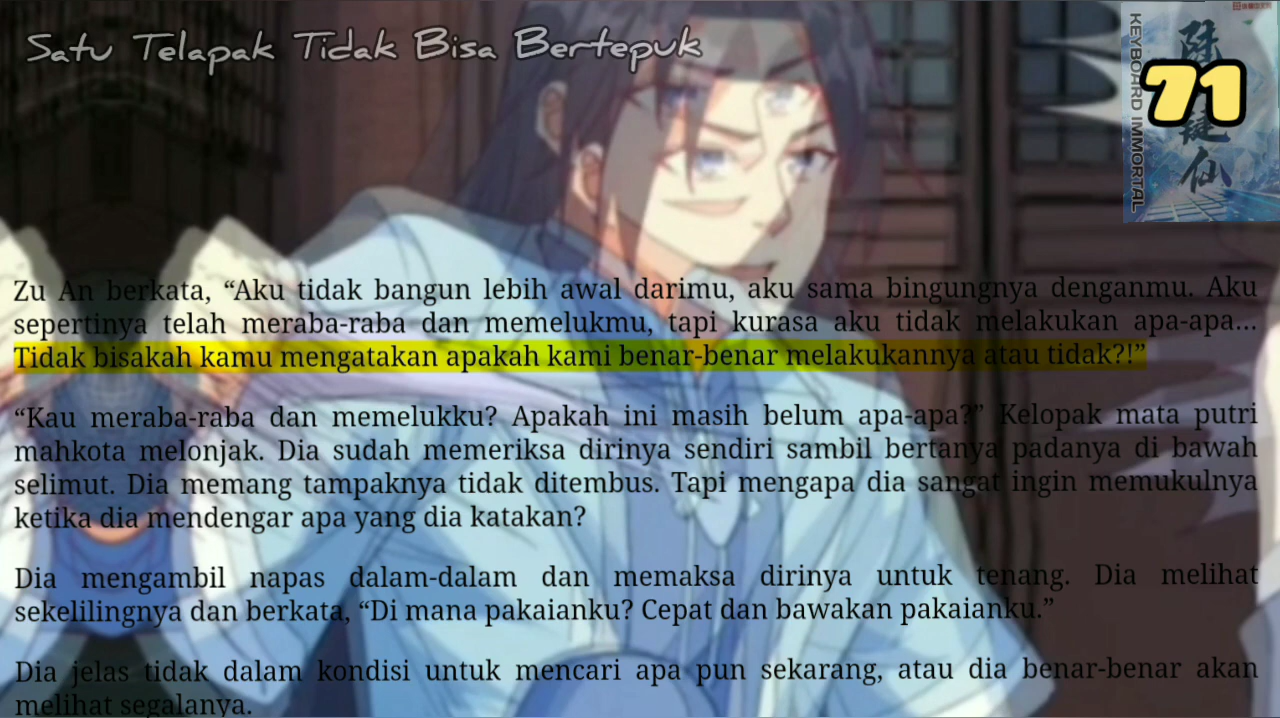 Satu Telapak Tidak Bisa Bertepuk
71
KEYBOARD IMMORTAL
Zu An berkata, “Aku tidak bangun lebih awal darimu, aku sama bingungnya denganmu. Aku
sepertinya telah meraba-raba dan memelukmu, tapi kurasa aku tidak melakukan apa-apa...
Tidak bisakah kamu mengatakan apakah kami benar-benar melakukannya atau tidak?!”
“Kau meraba-raba dan memelukku? Apakah ini masih belum apa-apa?” Kelopak mata putri
mahkota melonjak. Dia sudah memeriksa dirinya sendiri sambil bertanya padanya di bawah
selimut. Dia memang tampaknya tidak ditembus. Tapi mengapa dia sangat ingin memukulnya
ketika dia mendengar apa yang dia katakan?
Dia mengambil napas dalam-dalam dan memaksa dirinya untuk tenang. Dia melihat
sekelilingnya dan berkata, “Di mana pakaianku? Cepat dan bawakan pakaianku.”
Dia jelas tidak dalam kondisi untuk mencari apa pun sekarang, atau dia benar-benar akan
melihat segalanya.